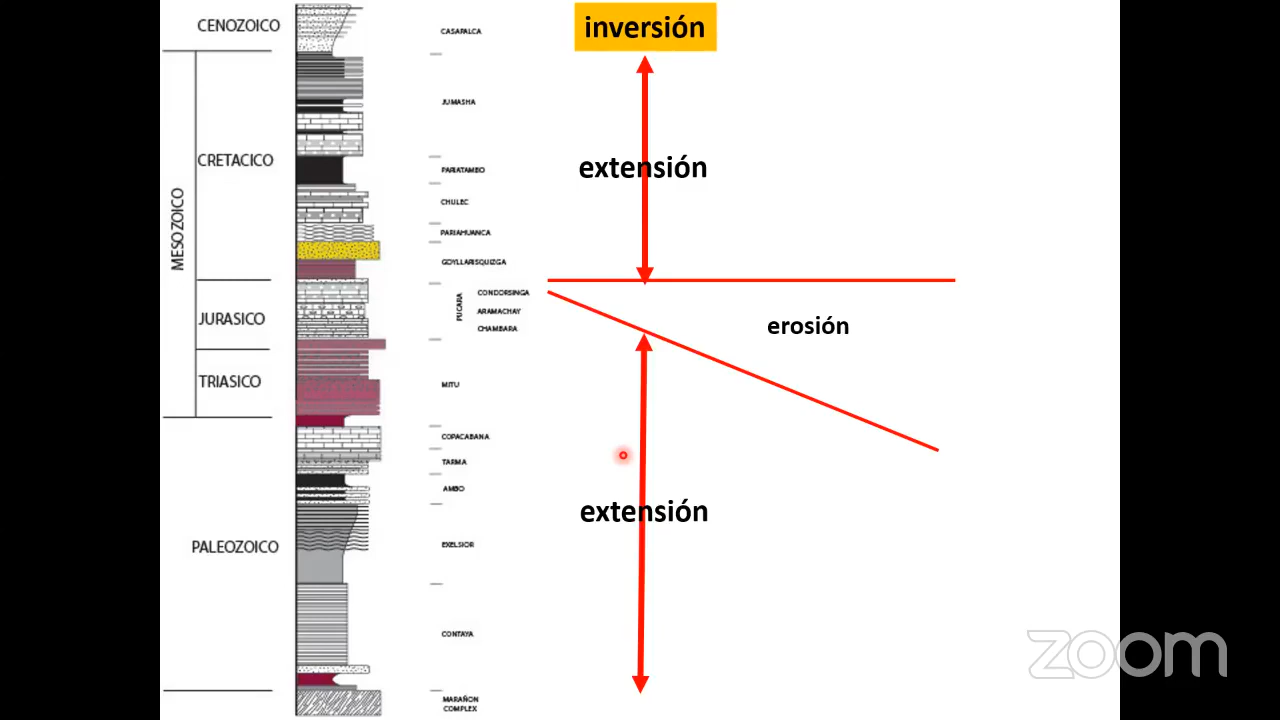 CENOZOICO
MESOZOICO
CRETACICO
JURASICO
TRIASICO
PALEOZOICO
CASAPALCA
JUMASHA
PARIATAMBO
CHULEC
PARIAHUANCA
GOYLLARISQUIZGA
PUCARA
CONDORSINGA
ARAMACHAY
CHAMBARA
MITU
COPACABANA
TARMA
AMBO
EXELSIOR
CONTAYA
MARAÑON
COMPLEX
inversión
extensión
erosión
extensión
zoom